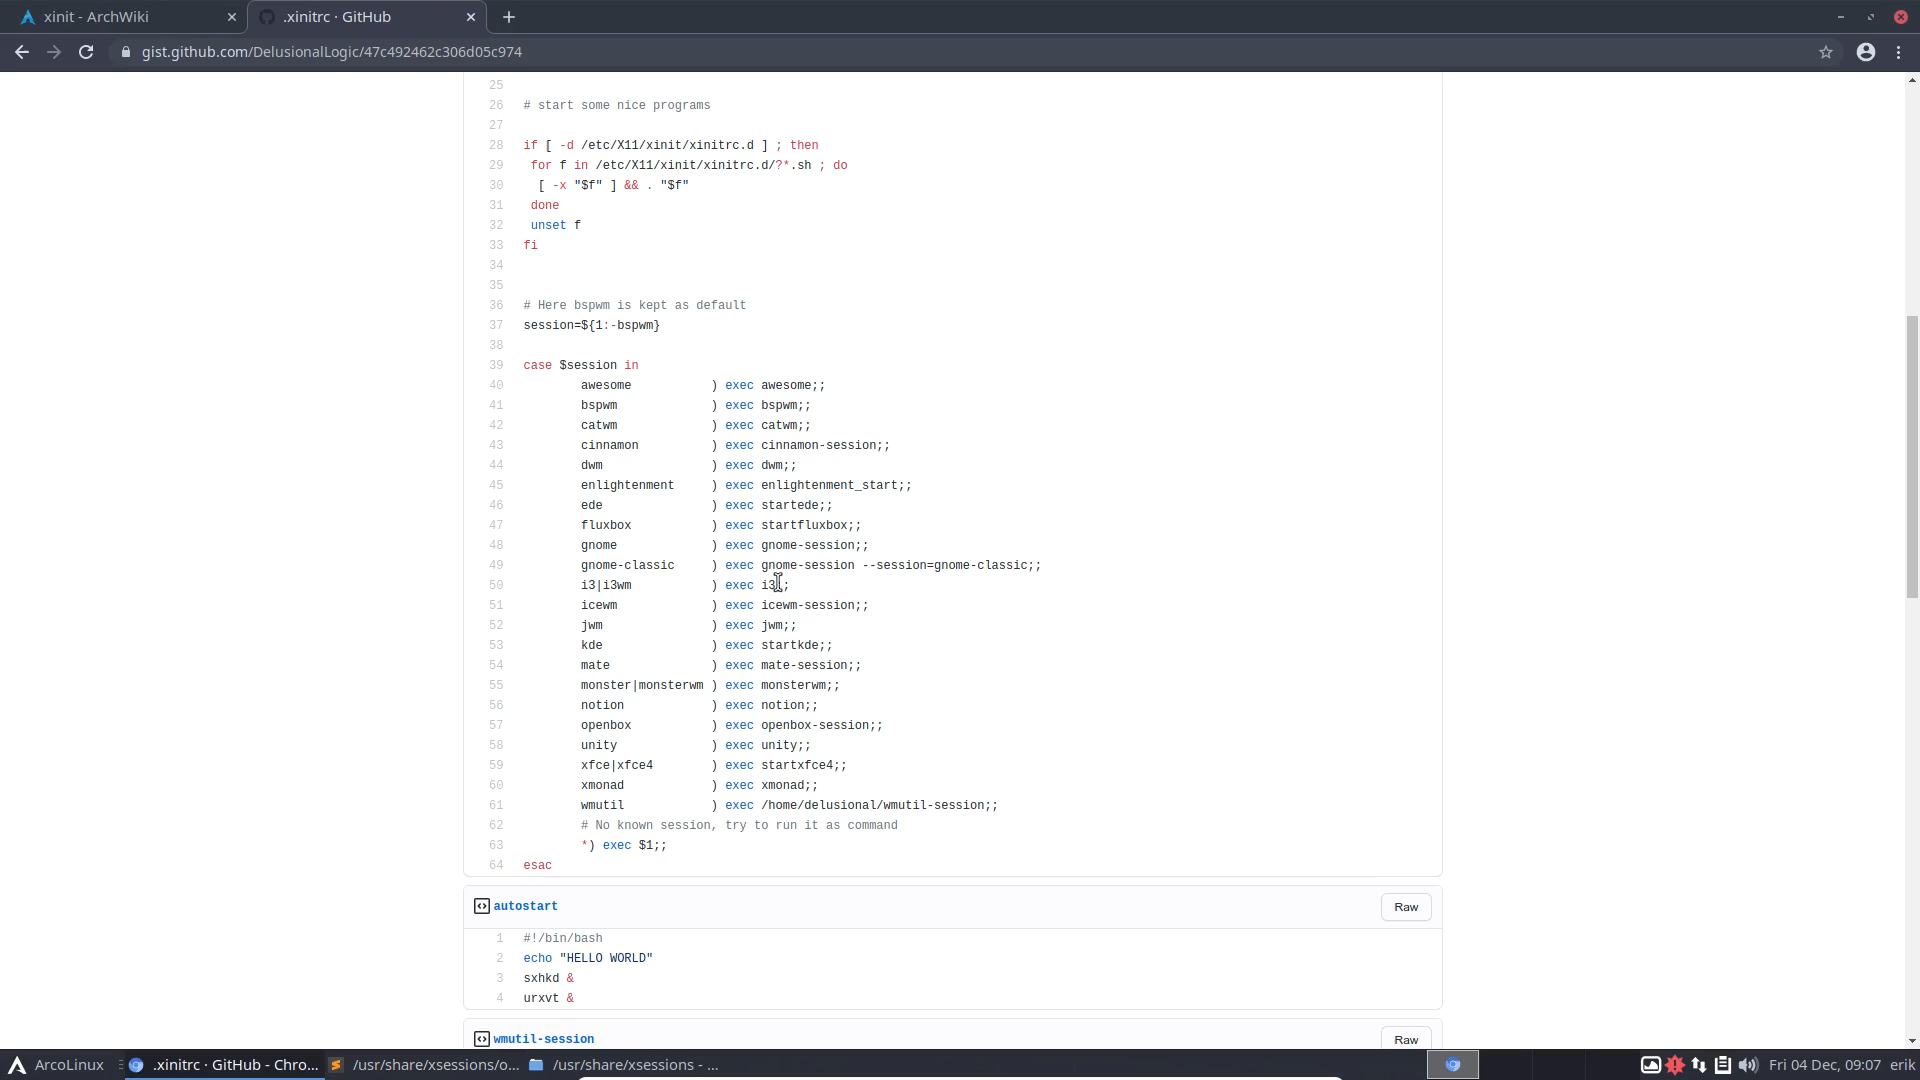 xinit - ArchWiki
.xinitrc · GitHub
gist.github.com/DelusionalLogic/47c492462c306d05c974
25
26 # start some nice programs
27
28 if [ -d /etc/X11/xinit/xinitrc.d ] ; then
29 for f in /etc/X11/xinit/xinitrc.d/?*.sh ; do
30 [ -x "$f" ] && . "$f"
31 done
32 unset f
33 fi
34
35
36 # Here bspwm is kept as default
37 session=${1:-bspwm}
38
39 case $session in
40 awesome ) exec awesome;;
41 bspwm ) exec bspwm;;
42 catwm ) exec catwm;;
43 cinnamon ) exec cinnamon-session;;
44 dwm ) exec dwm;;
45 enlightenment ) exec enlightenment_start;;
46 ede ) exec startede;;
47 fluxbox ) exec startfluxbox;;
48 gnome ) exec gnome-session;;
49 gnome-classic ) exec gnome-session --session=gnome-classic;;
50 i3|i3wm ) exec i3;;
51 icewm ) exec icewm-session;;
52 jwm ) exec jwm;;
53 kde ) exec startkde;;
54 mate ) exec mate-session;;
55 monster|monsterwm ) exec monsterwm;;
56 notion ) exec notion;;
57 openbox ) exec openbox-session;;
58 unity ) exec unity;;
59 xfce|xfce4 ) exec startxfce4;;
60 xmonad ) exec xmonad;;
61 wmutil ) exec /home/delusional/wmutil-session;;
62 # No known session, try to run it as command
63 *) exec $1;;
64 esac
autostart
Raw
1 #!/bin/bash
2 echo "HELLO WORLD"
3 sxhkd &
4 urxvt &
wmutil-session
Raw
ArcoLinux
.xinitrc · GitHub - Chro...
/usr/share/xsessions/o...
/usr/share/xsessions - ...
Fri 04 Dec, 09:07
erik